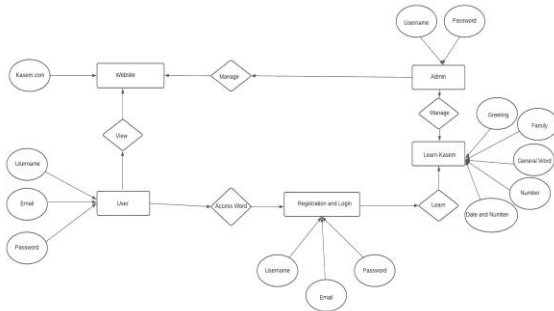 Username
Password
Kasem.com
Website
Manage
Admin
Manage
Greeting
Family
View
Learn-Kasem
General Word
Username
Number
Email
User
Access Word
Registration and Login
Learn
Date and Number
Password
Username
Password
Email